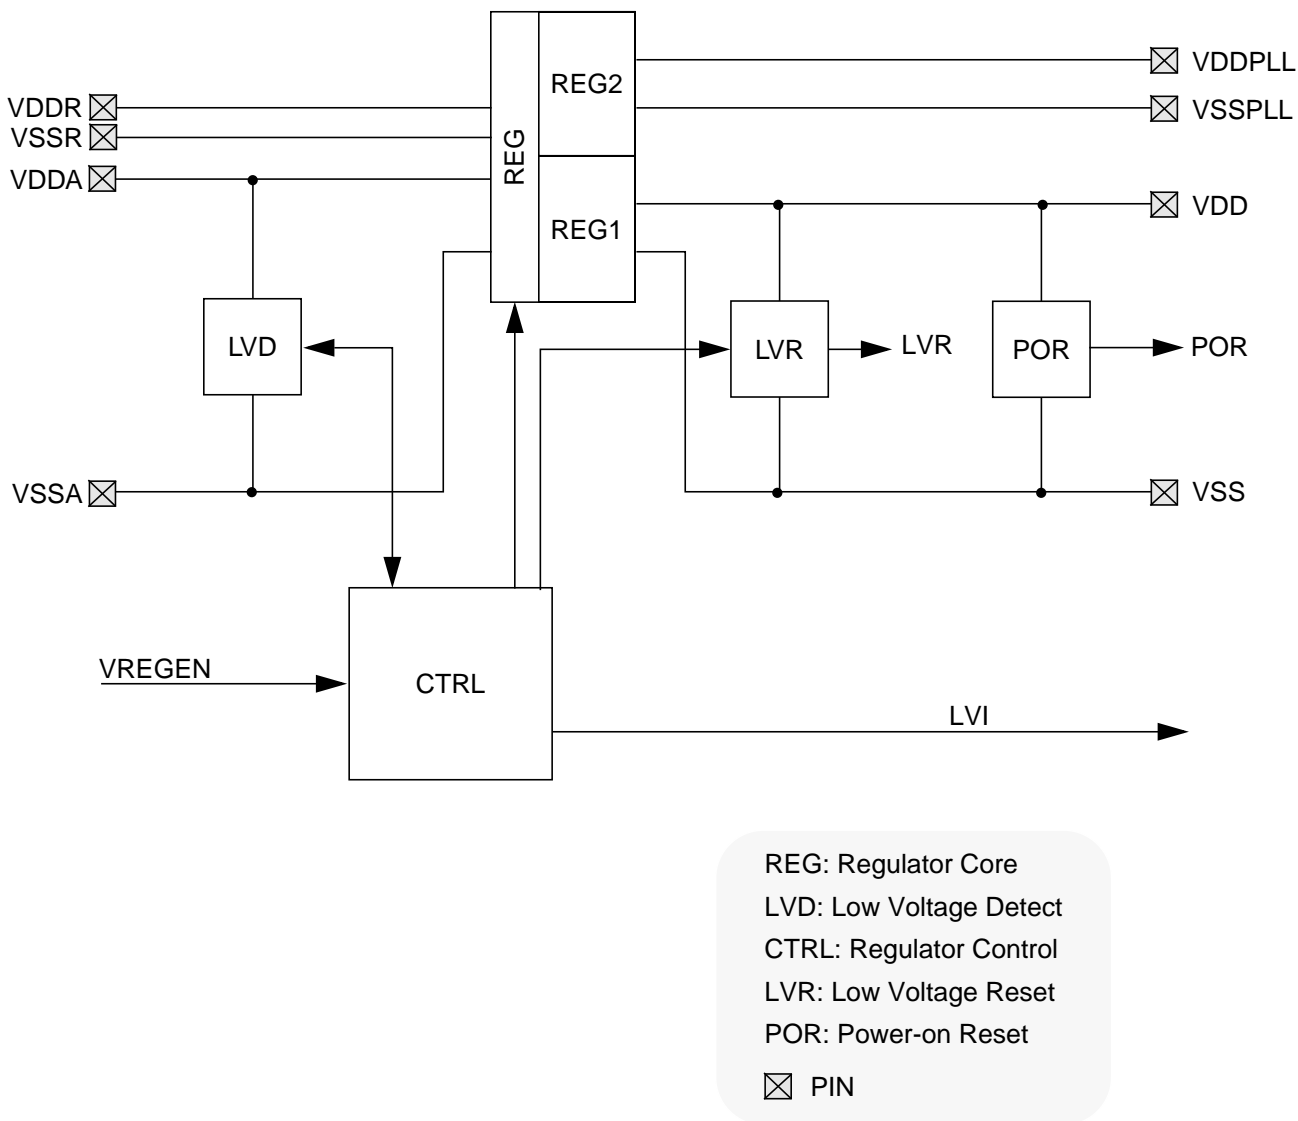 VDDPLL
REG2
VDDR
VSSPLL
VSSR
REG
VDDA
VDD
REG1
LVD
LVR
LVR
POR
POR
VSSA
VSS
VREGEN
CTRL
LVI
REG: Regulator Core
LVD: Low Voltage Detect
CTRL: Regulator Control
LVR: Low Voltage Reset
POR: Power-on Reset
PIN